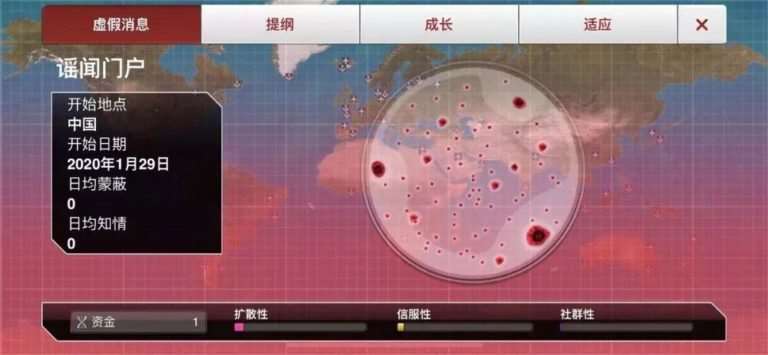 虚假消息
提纲
成长
适应
谣闻门户
开始地点
中国
开始日期
2020年1月29日
日均蒙蔽
0
日均知情
0
资金 1
扩散性
信服性
社群性